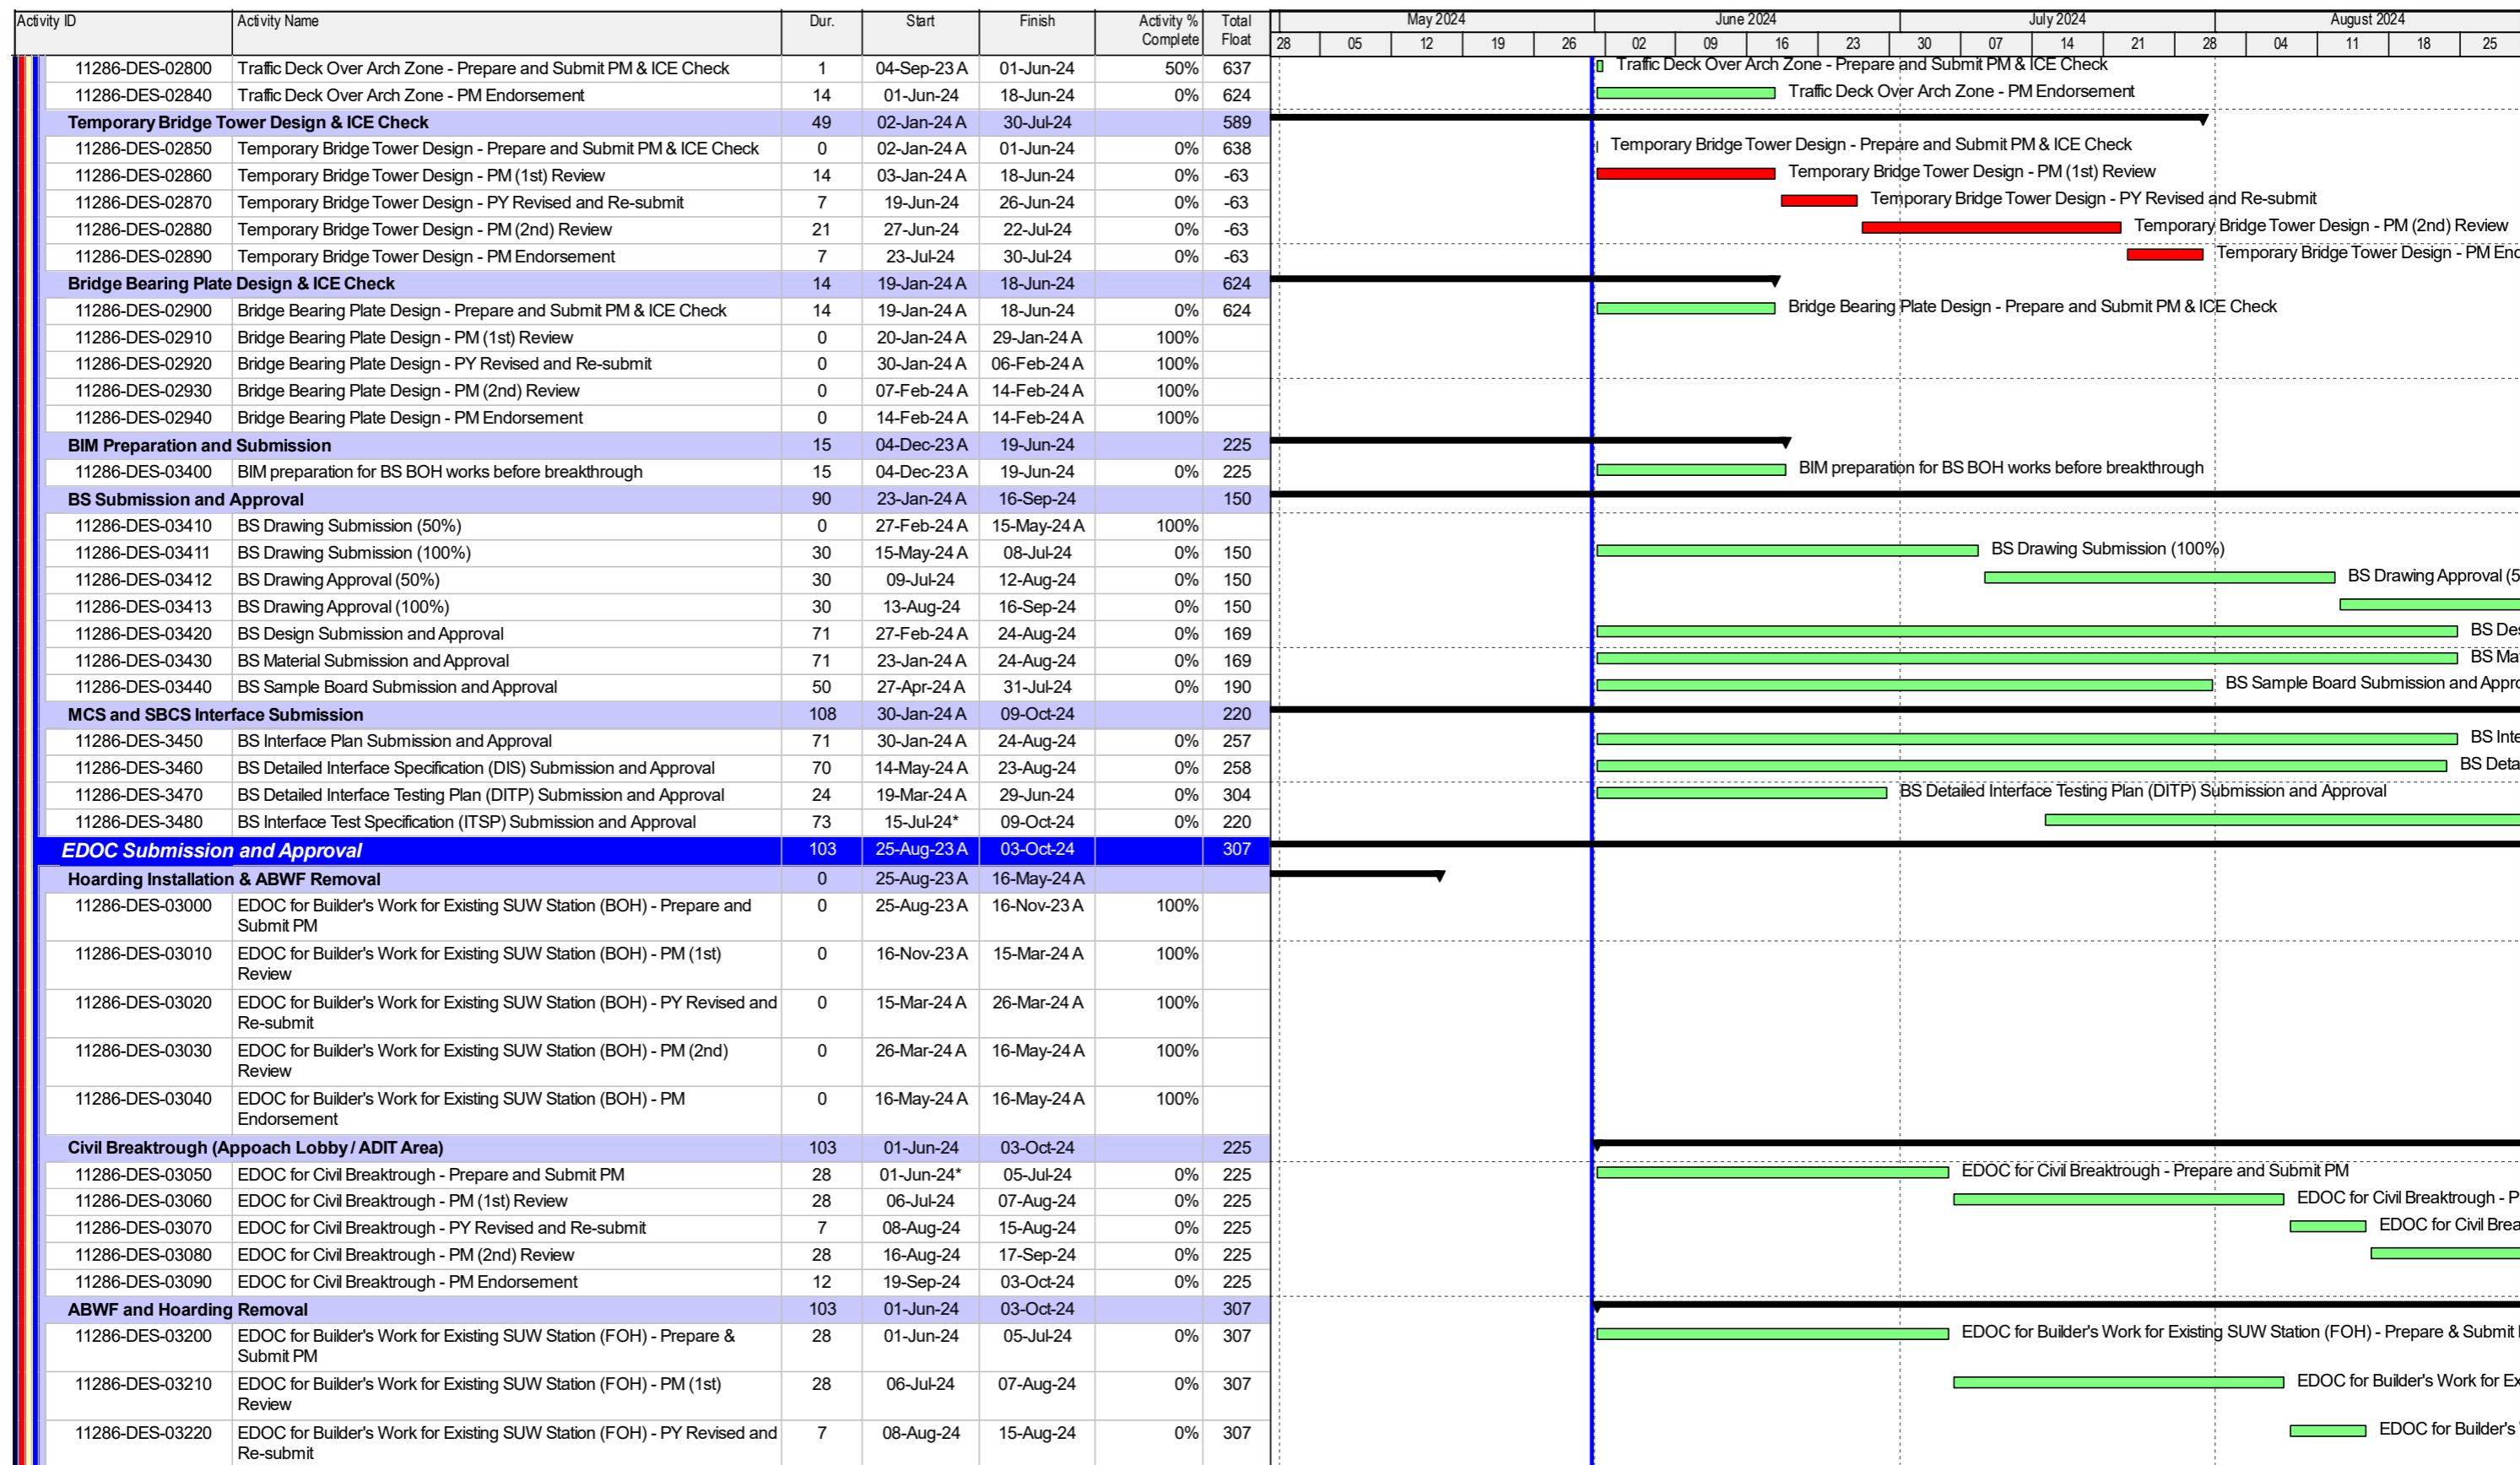 Activity ID Activity Name Dur. Start Finish Activity % Complete Total Float May 2024 June 2024 July 2024 August 2024
28 05 12 19 26 02 09 16 23 30 07 14 21 28 04 11 18 25
11286-DES-02800 Traffic Deck Over Arch Zone - Prepare and Submit PM & ICE Check 1 04-Sep-23 A 01-Jun-24 50% 637 Traffic Deck Over Arch Zone - Prepare and Submit PM & ICE Check
11286-DES-02840 Traffic Deck Over Arch Zone - PM Endorsement 14 01-Jun-24 18-Jun-24 0% 624 Traffic Deck Over Arch Zone - PM Endorsement
Temporary Bridge Tower Design & ICE Check 49 02-Jan-24 A 30-Jul-24 589
11286-DES-02850 Temporary Bridge Tower Design - Prepare and Submit PM & ICE Check 0 02-Jan-24 A 01-Jun-24 0% 638 Temporary Bridge Tower Design - Prepare and Submit PM & ICE Check
11286-DES-02860 Temporary Bridge Tower Design - PM (1st) Review 14 03-Jan-24 A 18-Jun-24 0% -63 Temporary Bridge Tower Design - PM (1st) Review
11286-DES-02870 Temporary Bridge Tower Design - PY Revised and Re-submit 7 19-Jun-24 26-Jun-24 0% -63 Temporary Bridge Tower Design - PY Revised and Re-submit
11286-DES-02880 Temporary Bridge Tower Design - PM (2nd) Review 21 27-Jun-24 22-Jul-24 0% -63 Temporary Bridge Tower Design - PM (2nd) Review
11286-DES-02890 Temporary Bridge Tower Design - PM Endorsement 7 23-Jul-24 30-Jul-24 0% -63 Temporary Bridge Tower Design - PM End
Bridge Bearing Plate Design & ICE Check 14 19-Jan-24 A 18-Jun-24 624
11286-DES-02900 Bridge Bearing Plate Design - Prepare and Submit PM & ICE Check 14 19-Jan-24 A 18-Jun-24 0% 624 Bridge Bearing Plate Design - Prepare and Submit PM & ICE Check
11286-DES-02910 Bridge Bearing Plate Design - PM (1st) Review 0 20-Jan-24 A 29-Jan-24 A 100%
11286-DES-02920 Bridge Bearing Plate Design - PY Revised and Re-submit 0 30-Jan-24 A 06-Feb-24 A 100%
11286-DES-02930 Bridge Bearing Plate Design - PM (2nd) Review 0 07-Feb-24 A 14-Feb-24 A 100%
11286-DES-02940 Bridge Bearing Plate Design - PM Endorsement 0 14-Feb-24 A 14-Feb-24 A 100%
BIM Preparation and Submission 15 04-Dec-23 A 19-Jun-24 225
11286-DES-03400 BIM preparation for BS BOH works before breakthrough 15 04-Dec-23 A 19-Jun-24 0% 225 BIM preparation for BS BOH works before breakthrough
BS Submission and Approval 90 23-Jan-24 A 16-Sep-24 150
11286-DES-03410 BS Drawing Submission (50%) 0 27-Feb-24 A 15-May-24 A 100%
11286-DES-03411 BS Drawing Submission (100%) 30 15-May-24 A 08-Jul-24 0% 150 BS Drawing Submission (100%)
11286-DES-03412 BS Drawing Approval (50%) 30 09-Jul-24 12-Aug-24 0% 150 BS Drawing Approval (5
11286-DES-03413 BS Drawing Approval (100%) 30 13-Aug-24 16-Sep-24 0% 150
11286-DES-03420 BS Design Submission and Approval 71 27-Feb-24 A 24-Aug-24 0% 169 BS Des
11286-DES-03430 BS Material Submission and Approval 71 23-Jan-24 A 24-Aug-24 0% 169 BS Mat
11286-DES-03440 BS Sample Board Submission and Approval 50 27-Apr-24 A 31-Jul-24 0% 190 BS Sample Board Submission and Appro
MCS and SBCS Interface Submission 108 30-Jan-24 A 09-Oct-24 220
11286-DES-3450 BS Interface Plan Submission and Approval 71 30-Jan-24 A 24-Aug-24 0% 257 BS Inte
11286-DES-3460 BS Detailed Interface Specification (DIS) Submission and Approval 70 14-May-24 A 23-Aug-24 0% 258 BS Deta
11286-DES-3470 BS Detailed Interface Testing Plan (DITP) Submission and Approval 24 19-Mar-24 A 29-Jun-24 0% 304 BS Detailed Interface Testing Plan (DITP) Submission and Approval
11286-DES-3480 BS Interface Test Specification (ITSP) Submission and Approval 73 15-Jul-24* 09-Oct-24 0% 220
EDOC Submission and Approval 103 25-Aug-23 A 03-Oct-24 307
Hoarding Installation & ABWF Removal 0 25-Aug-23 A 16-May-24 A
11286-DES-03000 EDOC for Builder's Work for Existing SUW Station (BOH) - Prepare and 0 25-Aug-23 A 16-Nov-23 A 100%
Submit PM
11286-DES-03010 EDOC for Builder's Work for Existing SUW Station (BOH) - PM (1st) 0 16-Nov-23 A 15-Mar-24 A 100%
Review
11286-DES-03020 EDOC for Builder's Work for Existing SUW Station (BOH) - PY Revised and 0 15-Mar-24 A 26-Mar-24 A 100%
Re-submit
11286-DES-03030 EDOC for Builder's Work for Existing SUW Station (BOH) - PM (2nd) 0 26-Mar-24 A 16-May-24 A 100%
Review
11286-DES-03040 EDOC for Builder's Work for Existing SUW Station (BOH) - PM 0 16-May-24 A 16-May-24 A 100%
Endorsement
Civil Breaktrough (Appoach Lobby / ADIT Area) 103 01-Jun-24 03-Oct-24 225
11286-DES-03050 EDOC for Civil Breaktrough - Prepare and Submit PM 28 01-Jun-24* 05-Jul-24 0% 225 EDOC for Civil Breaktrough - Prepare and Submit PM
11286-DES-03060 EDOC for Civil Breaktrough - PM (1st) Review 28 06-Jul-24 07-Aug-24 0% 225 EDOC for Civil Breaktrough - P
11286-DES-03070 EDOC for Civil Breaktrough - PY Revised and Re-submit 7 08-Aug-24 15-Aug-24 0% 225 EDOC for Civil Brea
11286-DES-03080 EDOC for Civil Breaktrough - PM (2nd) Review 28 16-Aug-24 17-Sep-24 0% 225
11286-DES-03090 EDOC for Civil Breaktrough - PM Endorsement 12 19-Sep-24 03-Oct-24 0% 225
ABWF and Hoarding Removal 103 01-Jun-24 03-Oct-24 307
11286-DES-03200 EDOC for Builder's Work for Existing SUW Station (FOH) - Prepare & 28 01-Jun-24 05-Jul-24 0% 307 EDOC for Builder's Work for Existing SUW Station (FOH) - Prepare & Submit
Submit PM
11286-DES-03210 EDOC for Builder's Work for Existing SUW Station (FOH) - PM (1st) 28 06-Jul-24 07-Aug-24 0% 307 EDOC for Builder's Work for Ex
Review
11286-DES-03220 EDOC for Builder's Work for Existing SUW Station (FOH) - PY Revised and 7 08-Aug-24 15-Aug-24 0% 307 EDOC for Builder's
Re-submit